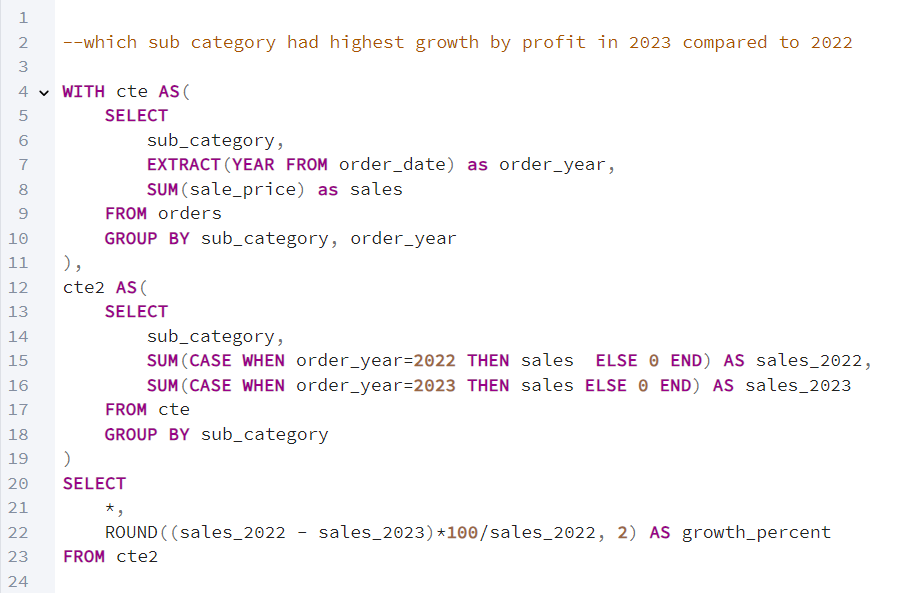 1
2 --which sub category had highest growth by profit in 2023 compared to 2022
3
4 WITH cte AS(
5 SELECT
6 sub_category,
7 EXTRACT(YEAR FROM order_date) as order_year,
8 SUM(sale_price) as sales
9 FROM orders
10 GROUP BY sub_category, order_year
11 ),
12 cte2 AS(
13 SELECT
14 sub_category,
15 SUM(CASE WHEN order_year=2022 THEN sales  ELSE 0 END) AS sales_2022,
16 SUM(CASE WHEN order_year=2023 THEN sales ELSE 0 END) AS sales_2023
17 FROM cte
18 GROUP BY sub_category
19 )
20 SELECT
21 *,
22 ROUND((sales_2022 - sales_2023)*100/sales_2022, 2) AS growth_percent
23 FROM cte2
24